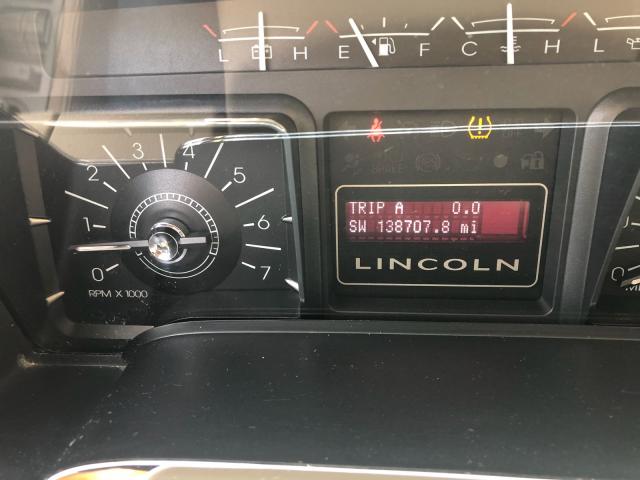 L H E F C H L
TRIP A 0.0
SW 138707.8 mi
LINCOLN
0 1 2 3 4 5 6 7
RPM X 1000